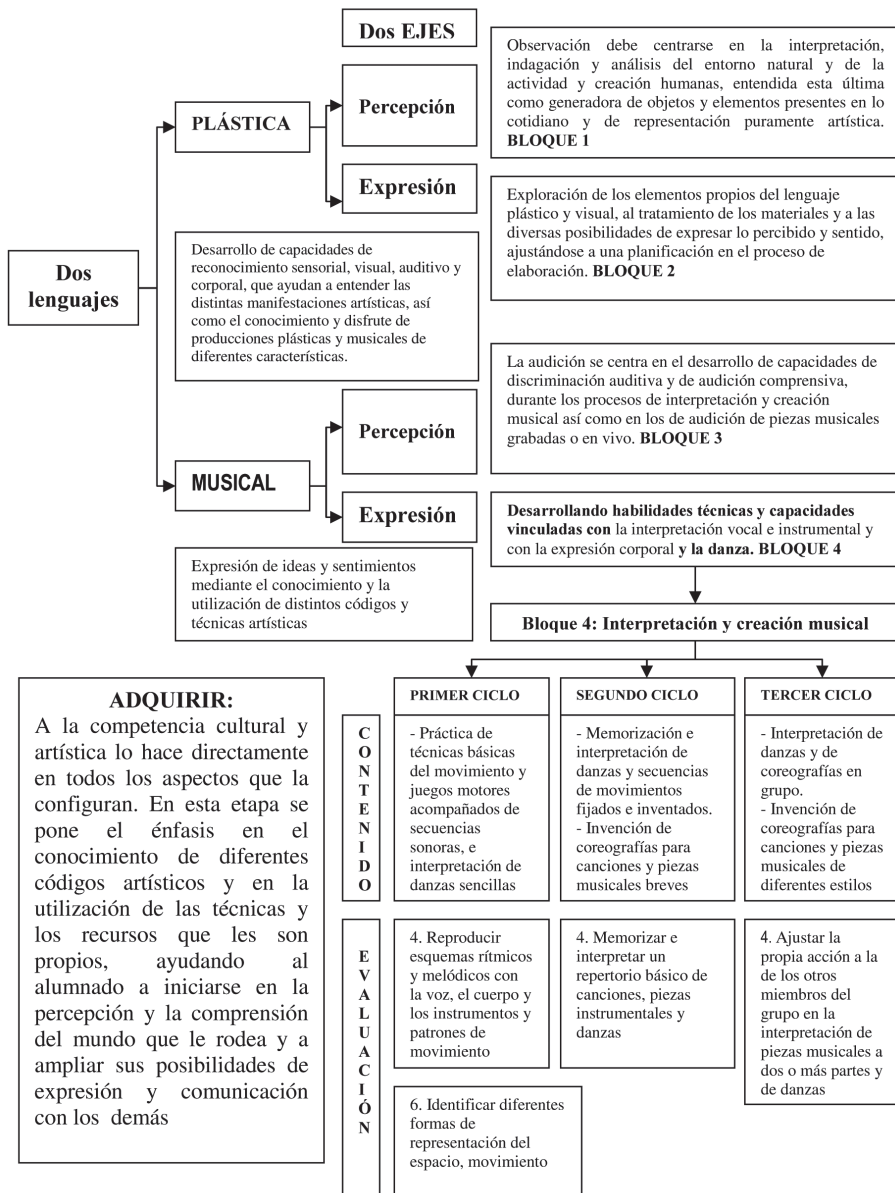 Dos EJES
Observación debe centrarse en la interpretación,
indagación y análisis del entorno natural y de la
actividad y creación humanas, entendida esta última
como generadora de objetos y elementos presentes en lo
cotidiano y de representación puramente artística.
BLOQUE 1
Percepción
PLÁSTICA
Expresión
Exploración de los elementos propios del lenguaje
plástico y visual, al tratamiento de los materiales y a las
diversas posibilidades de expresar lo percibido y sentido,
ajustándose a una planificación en el proceso de
elaboración. BLOQUE 2
Dos
lenguajes
Desarrollo de capacidades de
reconocimiento sensorial, visual, auditivo y
corporal, que ayudan a entender las
distintas manifestaciones artísticas, así
como el conocimiento y disfrute de
producciones plásticas y musicales de
diferentes característicaṣ.
La audición se centra en el desarrollo de capacidades de
discriminación auditiva y de audición comprensiva,
durante los procesos de interpretación y creación
musical así como en los de audición de piezas musicales
grabadas o en vivo. BLOQUE 3
Percepción
MUSICAL
Expresión
Desarrollando habilidades técnicas y capacidades
vinculadas con la interpretación vocal e instrumental y
con la expresión corporal y la danza. BLOQUE 4
Expresión de ideas y sentimientos
mediante el conocimiento y la
utilización de distintos códigos y
técnicas artísticas
Bloque 4: Interpretación y creación musical
ADQUIRIR:
A la competencia cultural y
artística lo hace directamente
en todos los aspectos que la
configuran. En esta etapa se
pone el énfasis en el
conocimiento de diferentes
códigos artísticos y en la
utilización de las técnicas y
los recursos que les son
propios, ayudando al
alumnado a iniciarse en la
percepción y la comprensión
del mundo que le rodea y a
ampliar sus posibilidades de
expresión y comunicación
con los demás
PRIMER CICLO
SEGUNDO CICLO
TERCER CICLO
CONTENIDO
- Práctica de
técnicas básicas
del movimiento y
juegos motores
acompañados de
secuencias
sonoras, e
interpretación de
danzas sencillas
- Memorización e
interpretación de
danzas y secuencias
de movimientos
fijados e inventados.
- Invención de
coreografías para
canciones y piezas
musicales breves
- Interpretación de
danzas y de
coreografías en
grupo.
- Invención de
coreografías para
canciones y piezas
musicales de
diferentes estilos
EVALUACIÓN
4. Reproducir
esquemas rítmicos
y melódicos con
la voz, el cuerpo y
los instrumentos y
patrones de
movimiento
4. Memorizar e
interpretar un
repertorio básico de
canciones, piezas
instrumentales y
danzas
4. Ajustar la
propia acción a la
de los otros
miembros del
grupo en la
interpretación de
piezas musicales a
dos o más partes y
de danzas
6. Identificar diferentes
formas de
representación del
espacio, movimiento